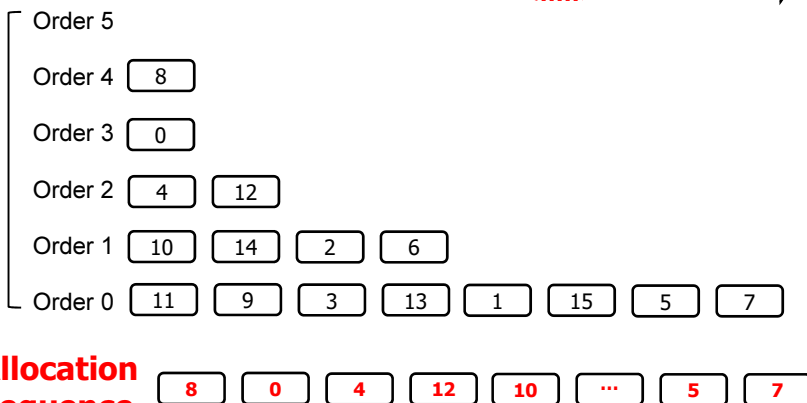 Order 5
Order 4 8
Order 3 0
Order 2 4 12
Order 1 10 14 2 6
Order 0 11 9 3 13 1 15 5 7
llocation 8 0 4 12 10 ... 5 7